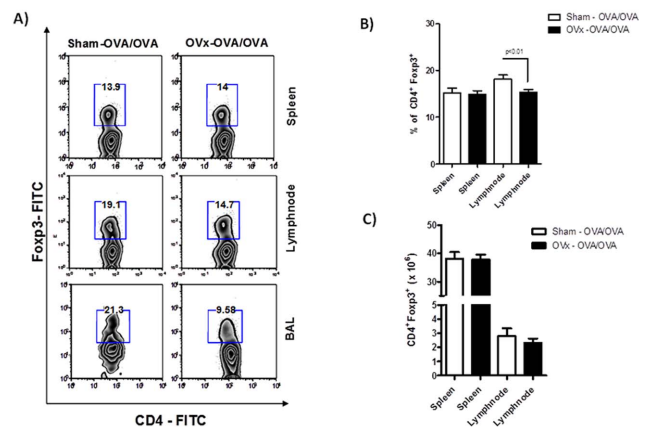 A)
Sham -OVA/OVA
OVx-OVA/OVA
13.9
14
Spleen
19.1
14.7
Lymphnode
21.3
9.58
BAL
Foxp3- FITC
CD4 - FITC
B)
Sham - OVA/OVA
OVx -OVA/OVA
% of CD4⁺ Foxp3⁺
30
20
10
0
p<0.01
Spleen
Spleen
Lymphnode
Lymphnode
C)
Sham - OVA/OVA
OVx - OVA/OVA
CD4⁺Foxp3⁺ (x 10⁶)
40
30
5
4
3
2
1
0
Spleen
Spleen
Lymphnode
Lymphnode